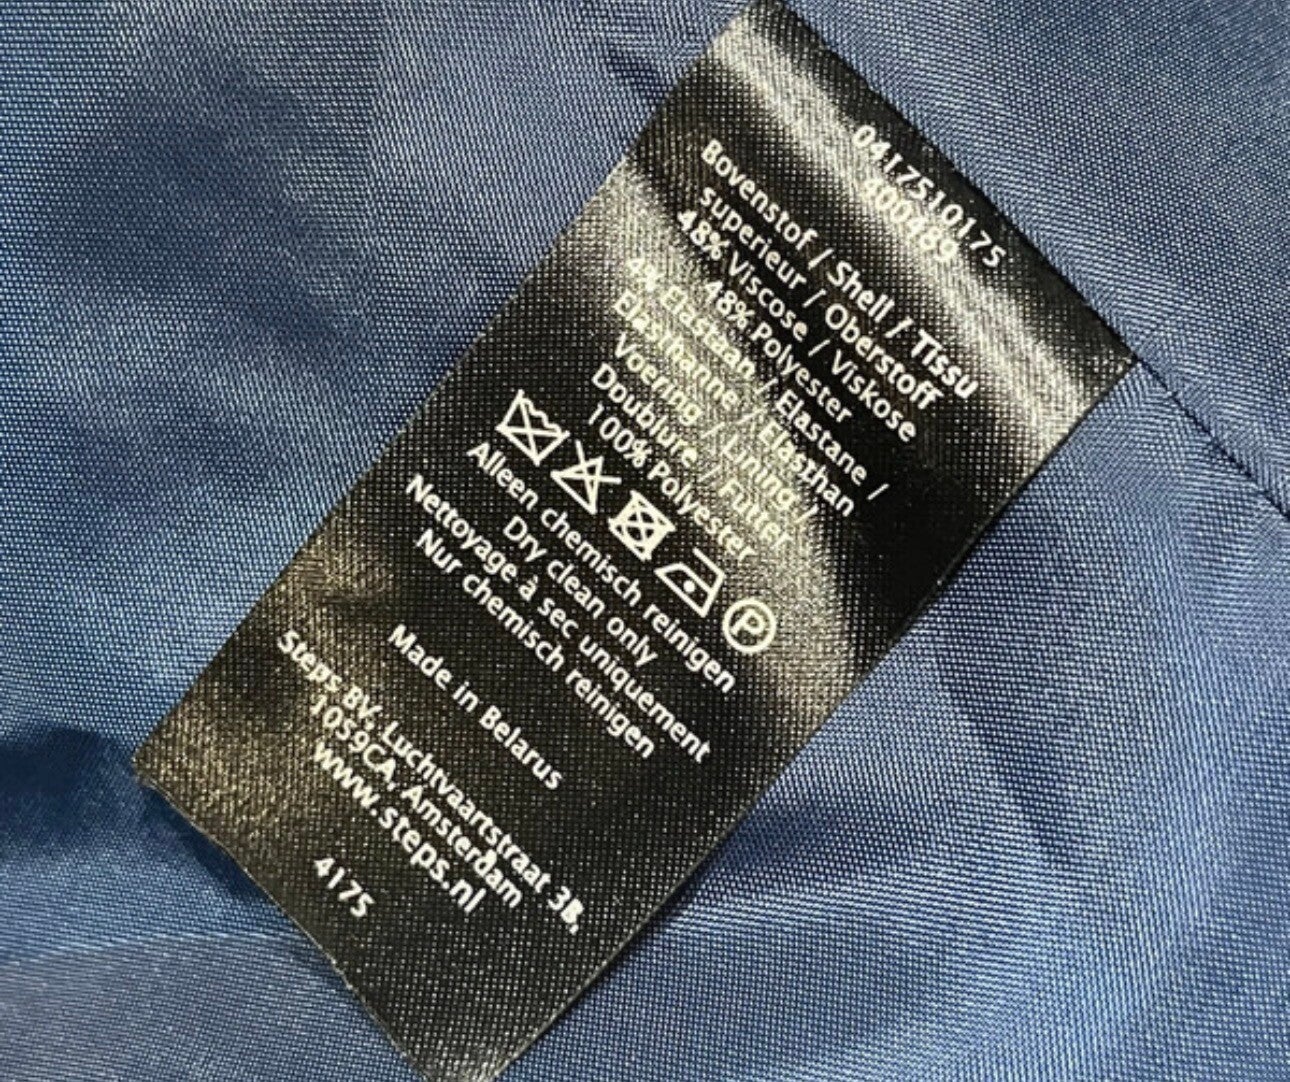 0417510175
400489
Bovenstof / Shell / Tissu
superieur / Oberstoff
48% Viscose / Viskose
48% Polyester
4% Elastaan / Elastane /
Elasthanne / Elasthan
Voering / Lining /
Doublure / Futter
100% Polyester
P
Alleen chemisch reinigen
Dry clean only
Nettoyage à sec uniquement
Nur chemisch reinigen
Made in Belarus
Steps BV, Luchtvaartstraat 3B,
1059CA, Amsterdam
www.steps.nl
4175